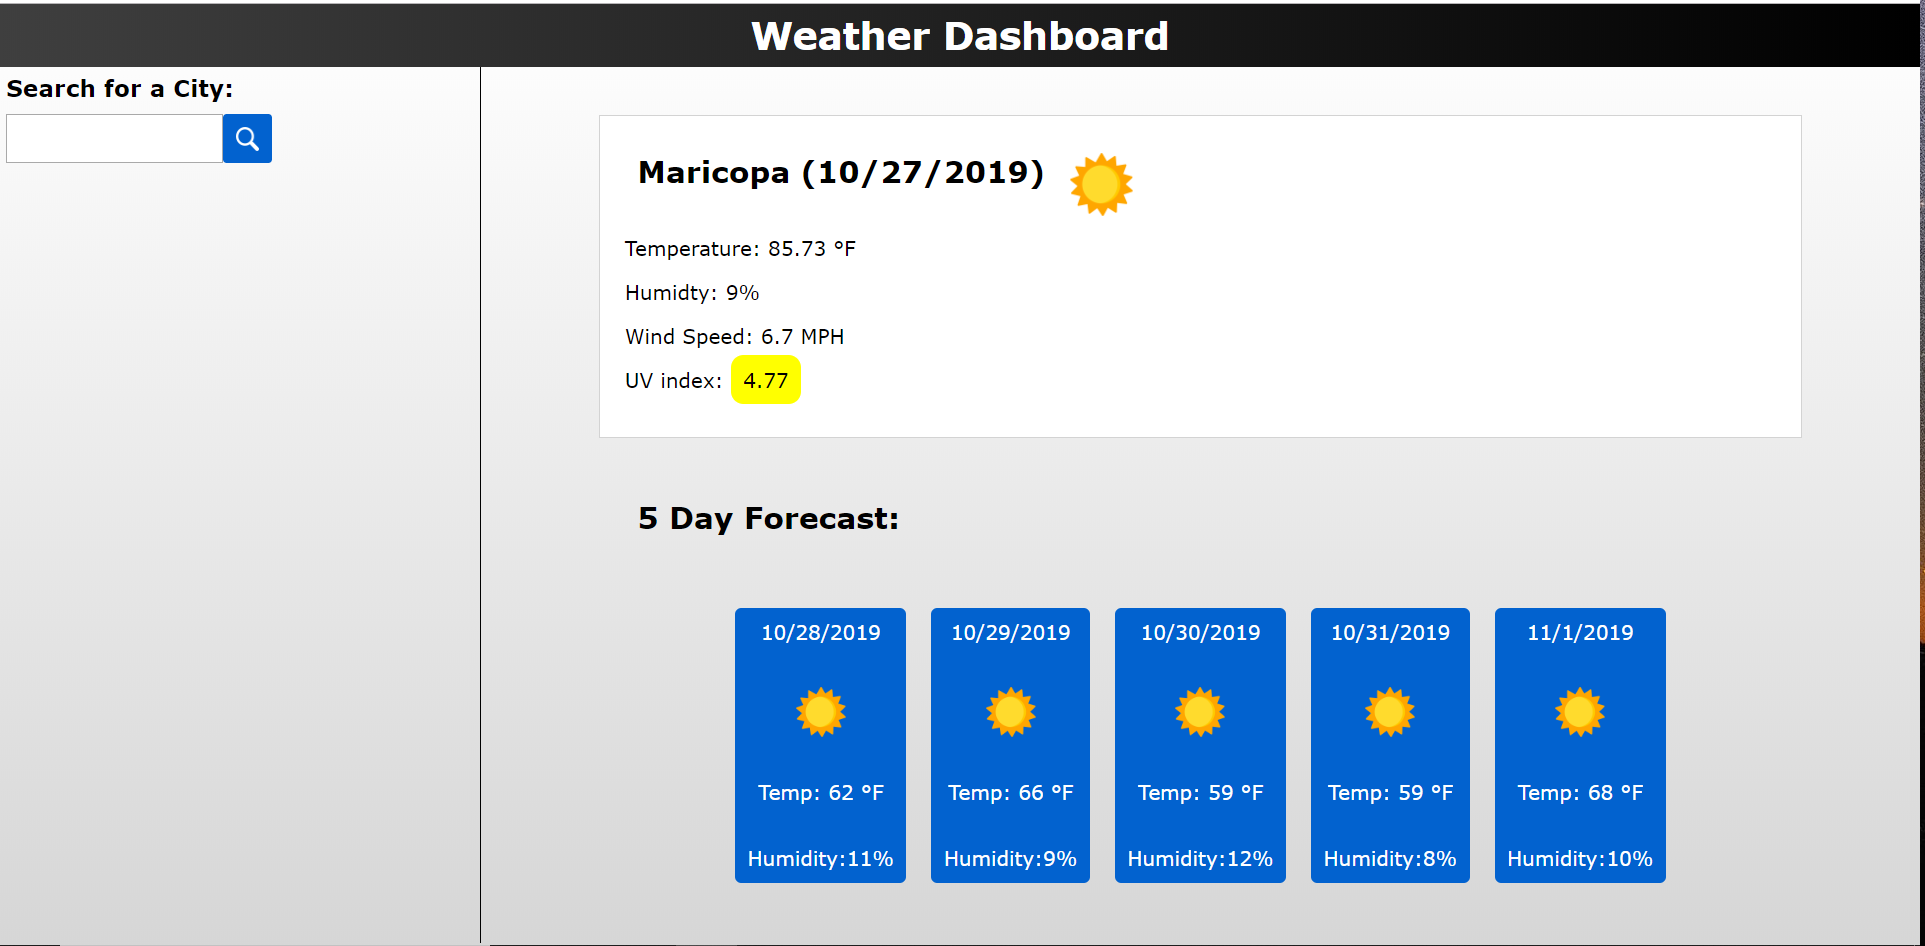 Weather Dashboard
Search for a City:
Maricopa (10/27/2019)
Temperature: 85.73 °F
Humidty: 9%
Wind Speed: 6.7 MPH
UV index: 4.77
5 Day Forecast:
10/28/2019
Temp: 62 °F
Humidity:11%
10/29/2019
Temp: 66 °F
Humidity:9%
10/30/2019
Temp: 59 °F
Humidity:12%
10/31/2019
Temp: 59 °F
Humidity:8%
11/1/2019
Temp: 68 °F
Humidity:10%